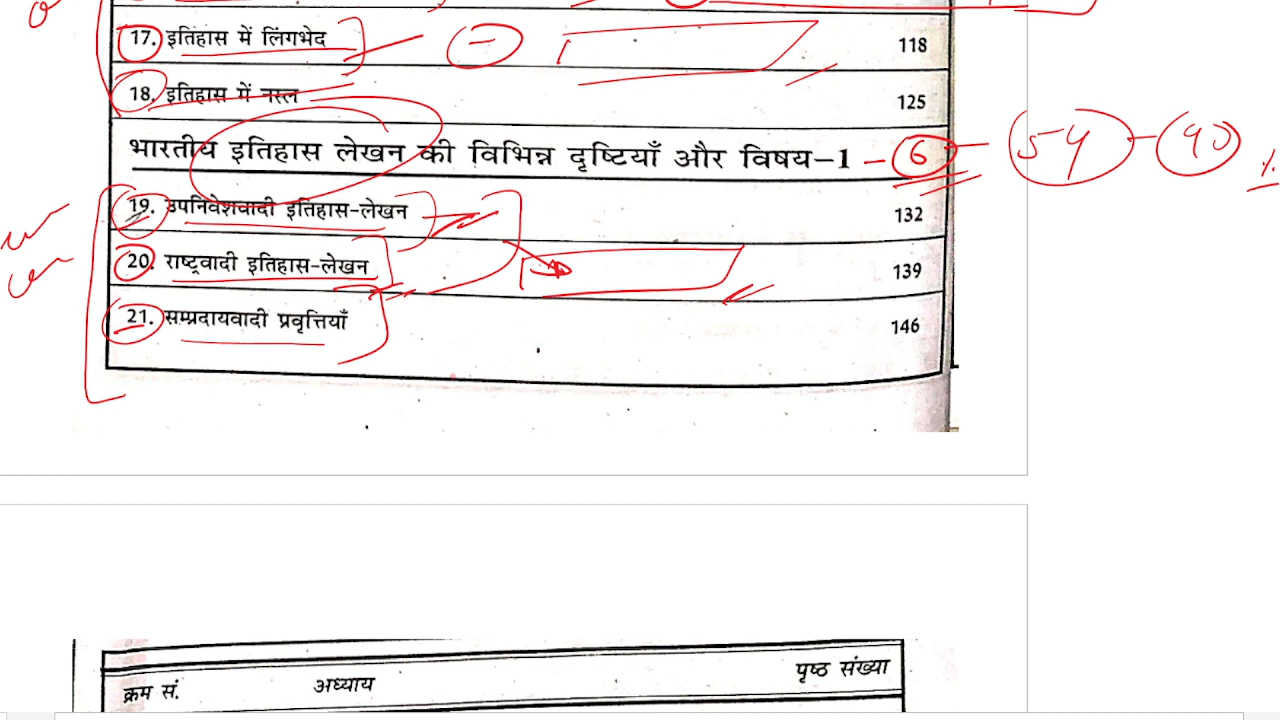 17. इतिहास में लिंगभेद 118
18. इतिहास में नस्ल 125
भारतीय इतिहास लेखन की विभिन्न दृष्टियाँ और विषय-1 - 6 -
19. उपनिवेशवादी इतिहास-लेखन 132
20. राष्ट्रवादी इतिहास-लेखन 139
21. सम्प्रदायवादी प्रवृत्तियाँ 146
क्रम सं. अध्याय पृष्ठ संख्या